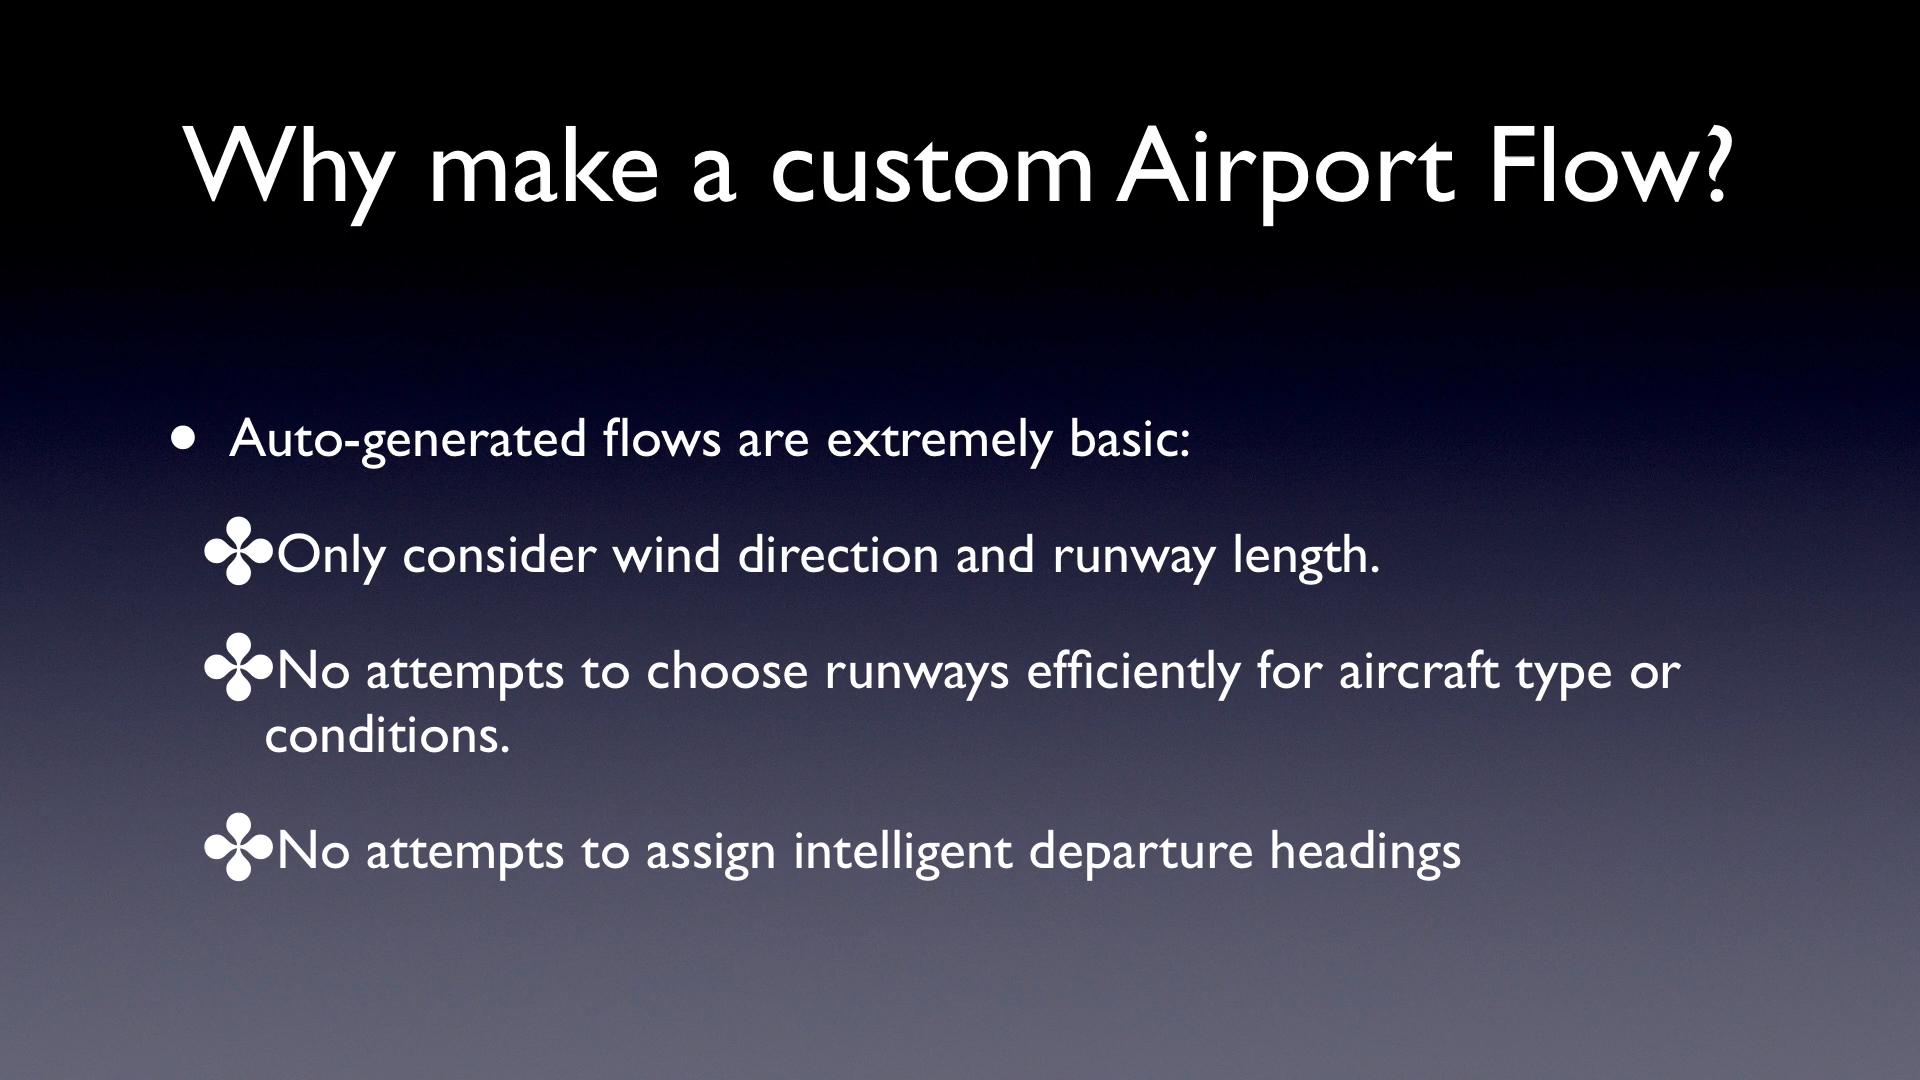 Why make a custom Airport Flow?
• Auto-generated flows are extremely basic:
✤Only consider wind direction and runway length.
✤No attempts to choose runways efficiently for aircraft type or
conditions.
✤No attempts to assign intelligent departure headings